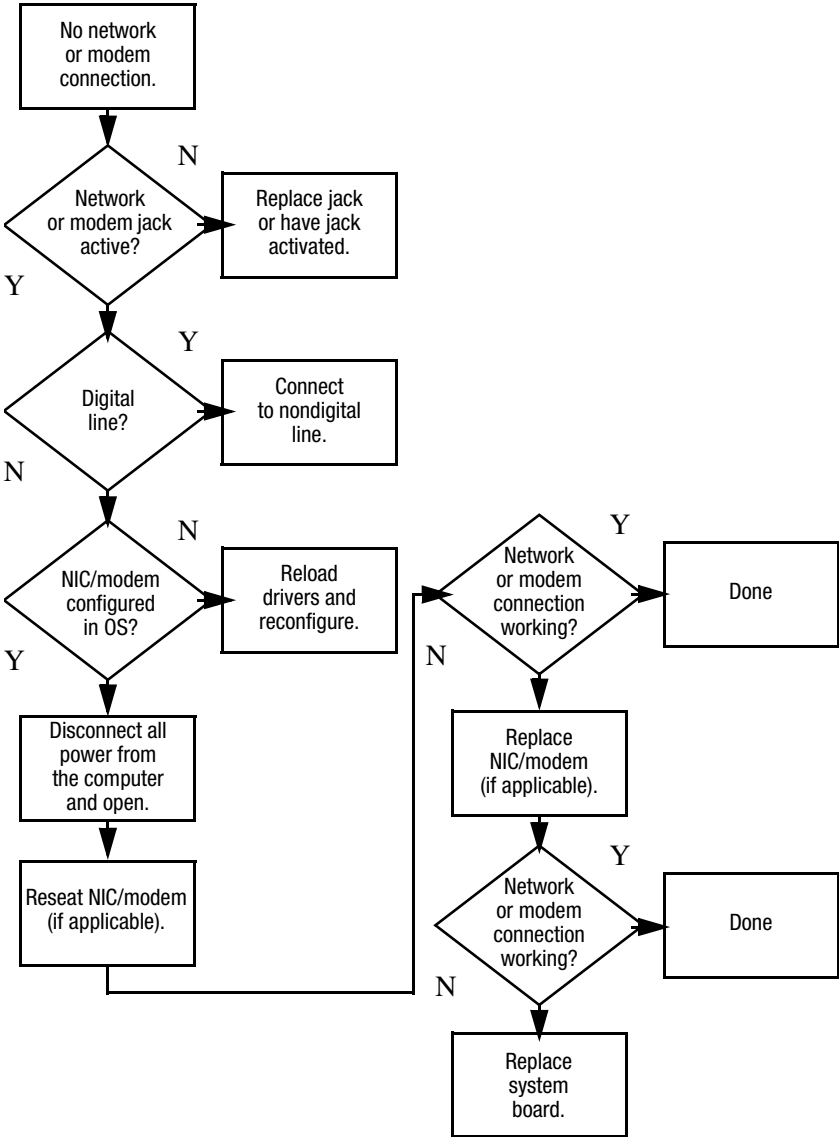 No network
or modem
connection.
N
Network
or modem jack
active?
Replace jack
or have jack
activated.
Y
Y
Digital
line?
Connect
to nondigital
line.
N
N
NIC/modem
configured
in OS?
Reload
drivers and
reconfigure.
Y
Disconnect all
power from
the computer
and open.
Reseat NIC/modem
(if applicable).
Y
Network
or modem
connection
working?
Done
N
Replace
NIC/modem
(if applicable).
Y
Network
or modem
connection
working?
Done
N
Replace
system
board.